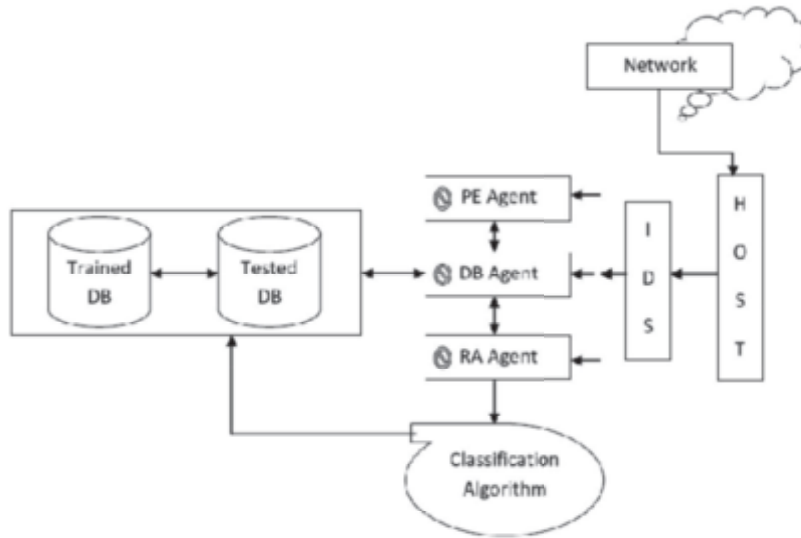 Network
PE Agent
Trained
DB
Tested
DB
DB Agent
RA Agent
I
D
S
H
O
S
T
Classification
Algorithm